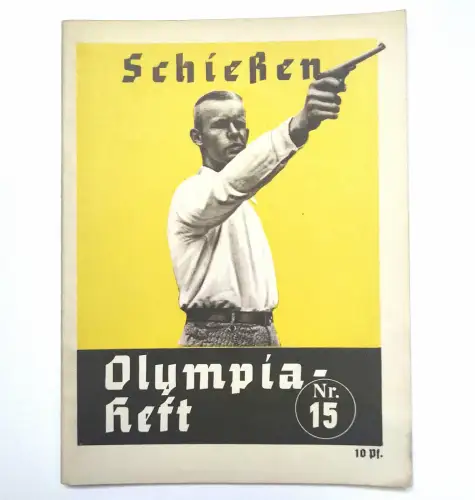 Schießen
Olympia-
Heft
Nr.
15
10 Pf.